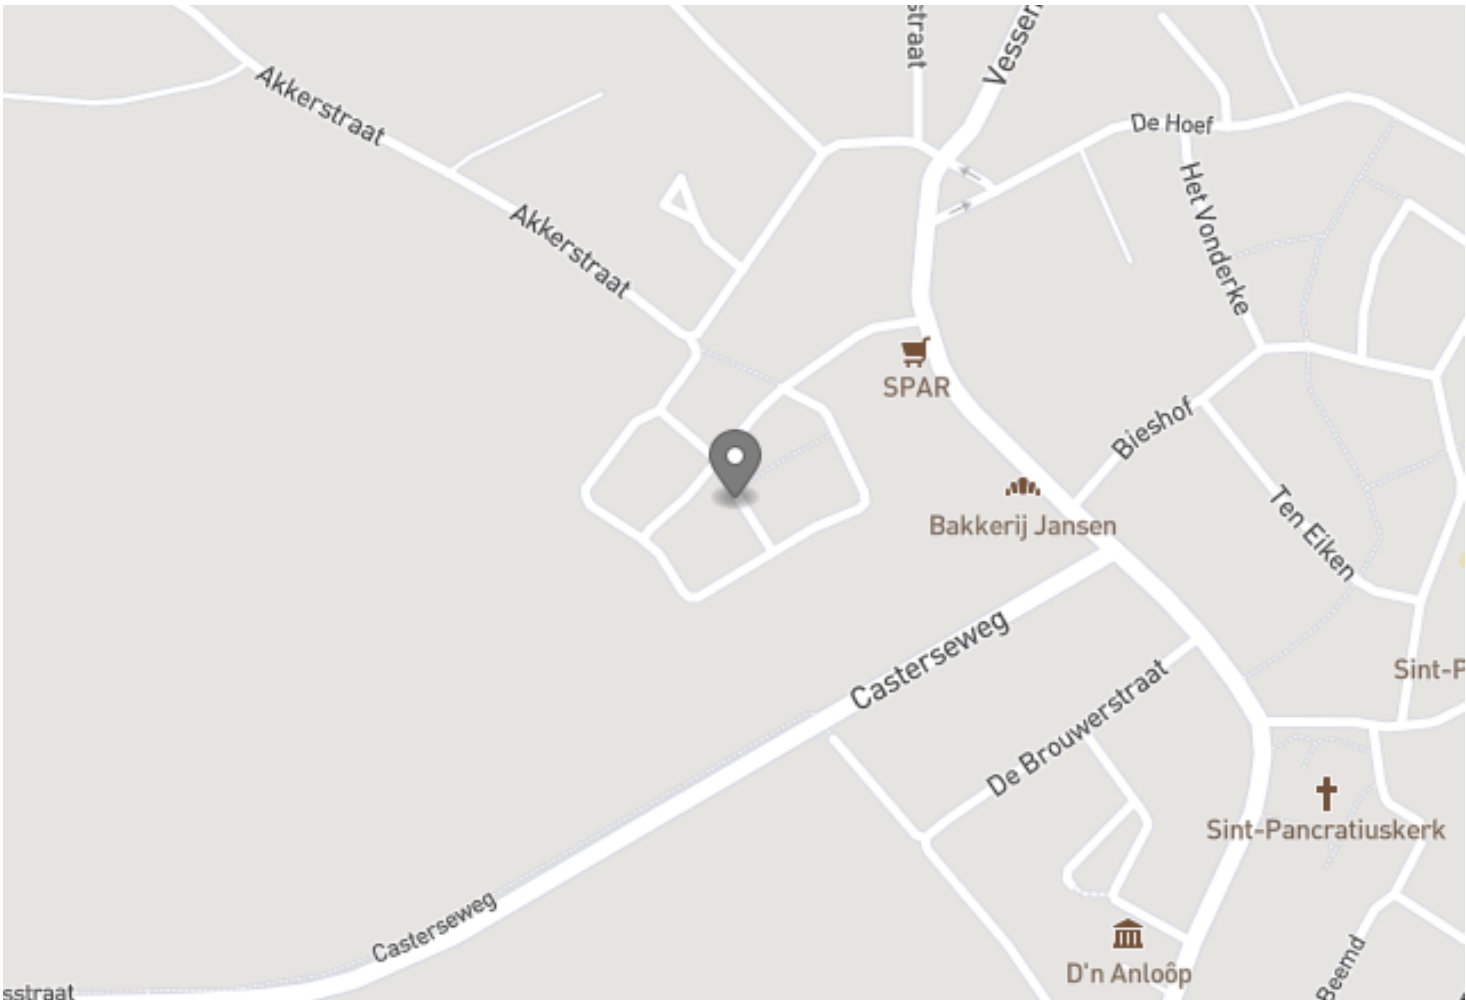 straat
Vessem
Akkerstraat
De Hoef
Het Vonderke
Akkerstraat
SPAR
Bieshof
Bakkerij Jansen
Ten Eiken
Casterseweg
Sint-P
De Brouwerstraat
Sint-Pancratiuskerk
Casterseweg
D'n Anloôp
Beemd
sstraat